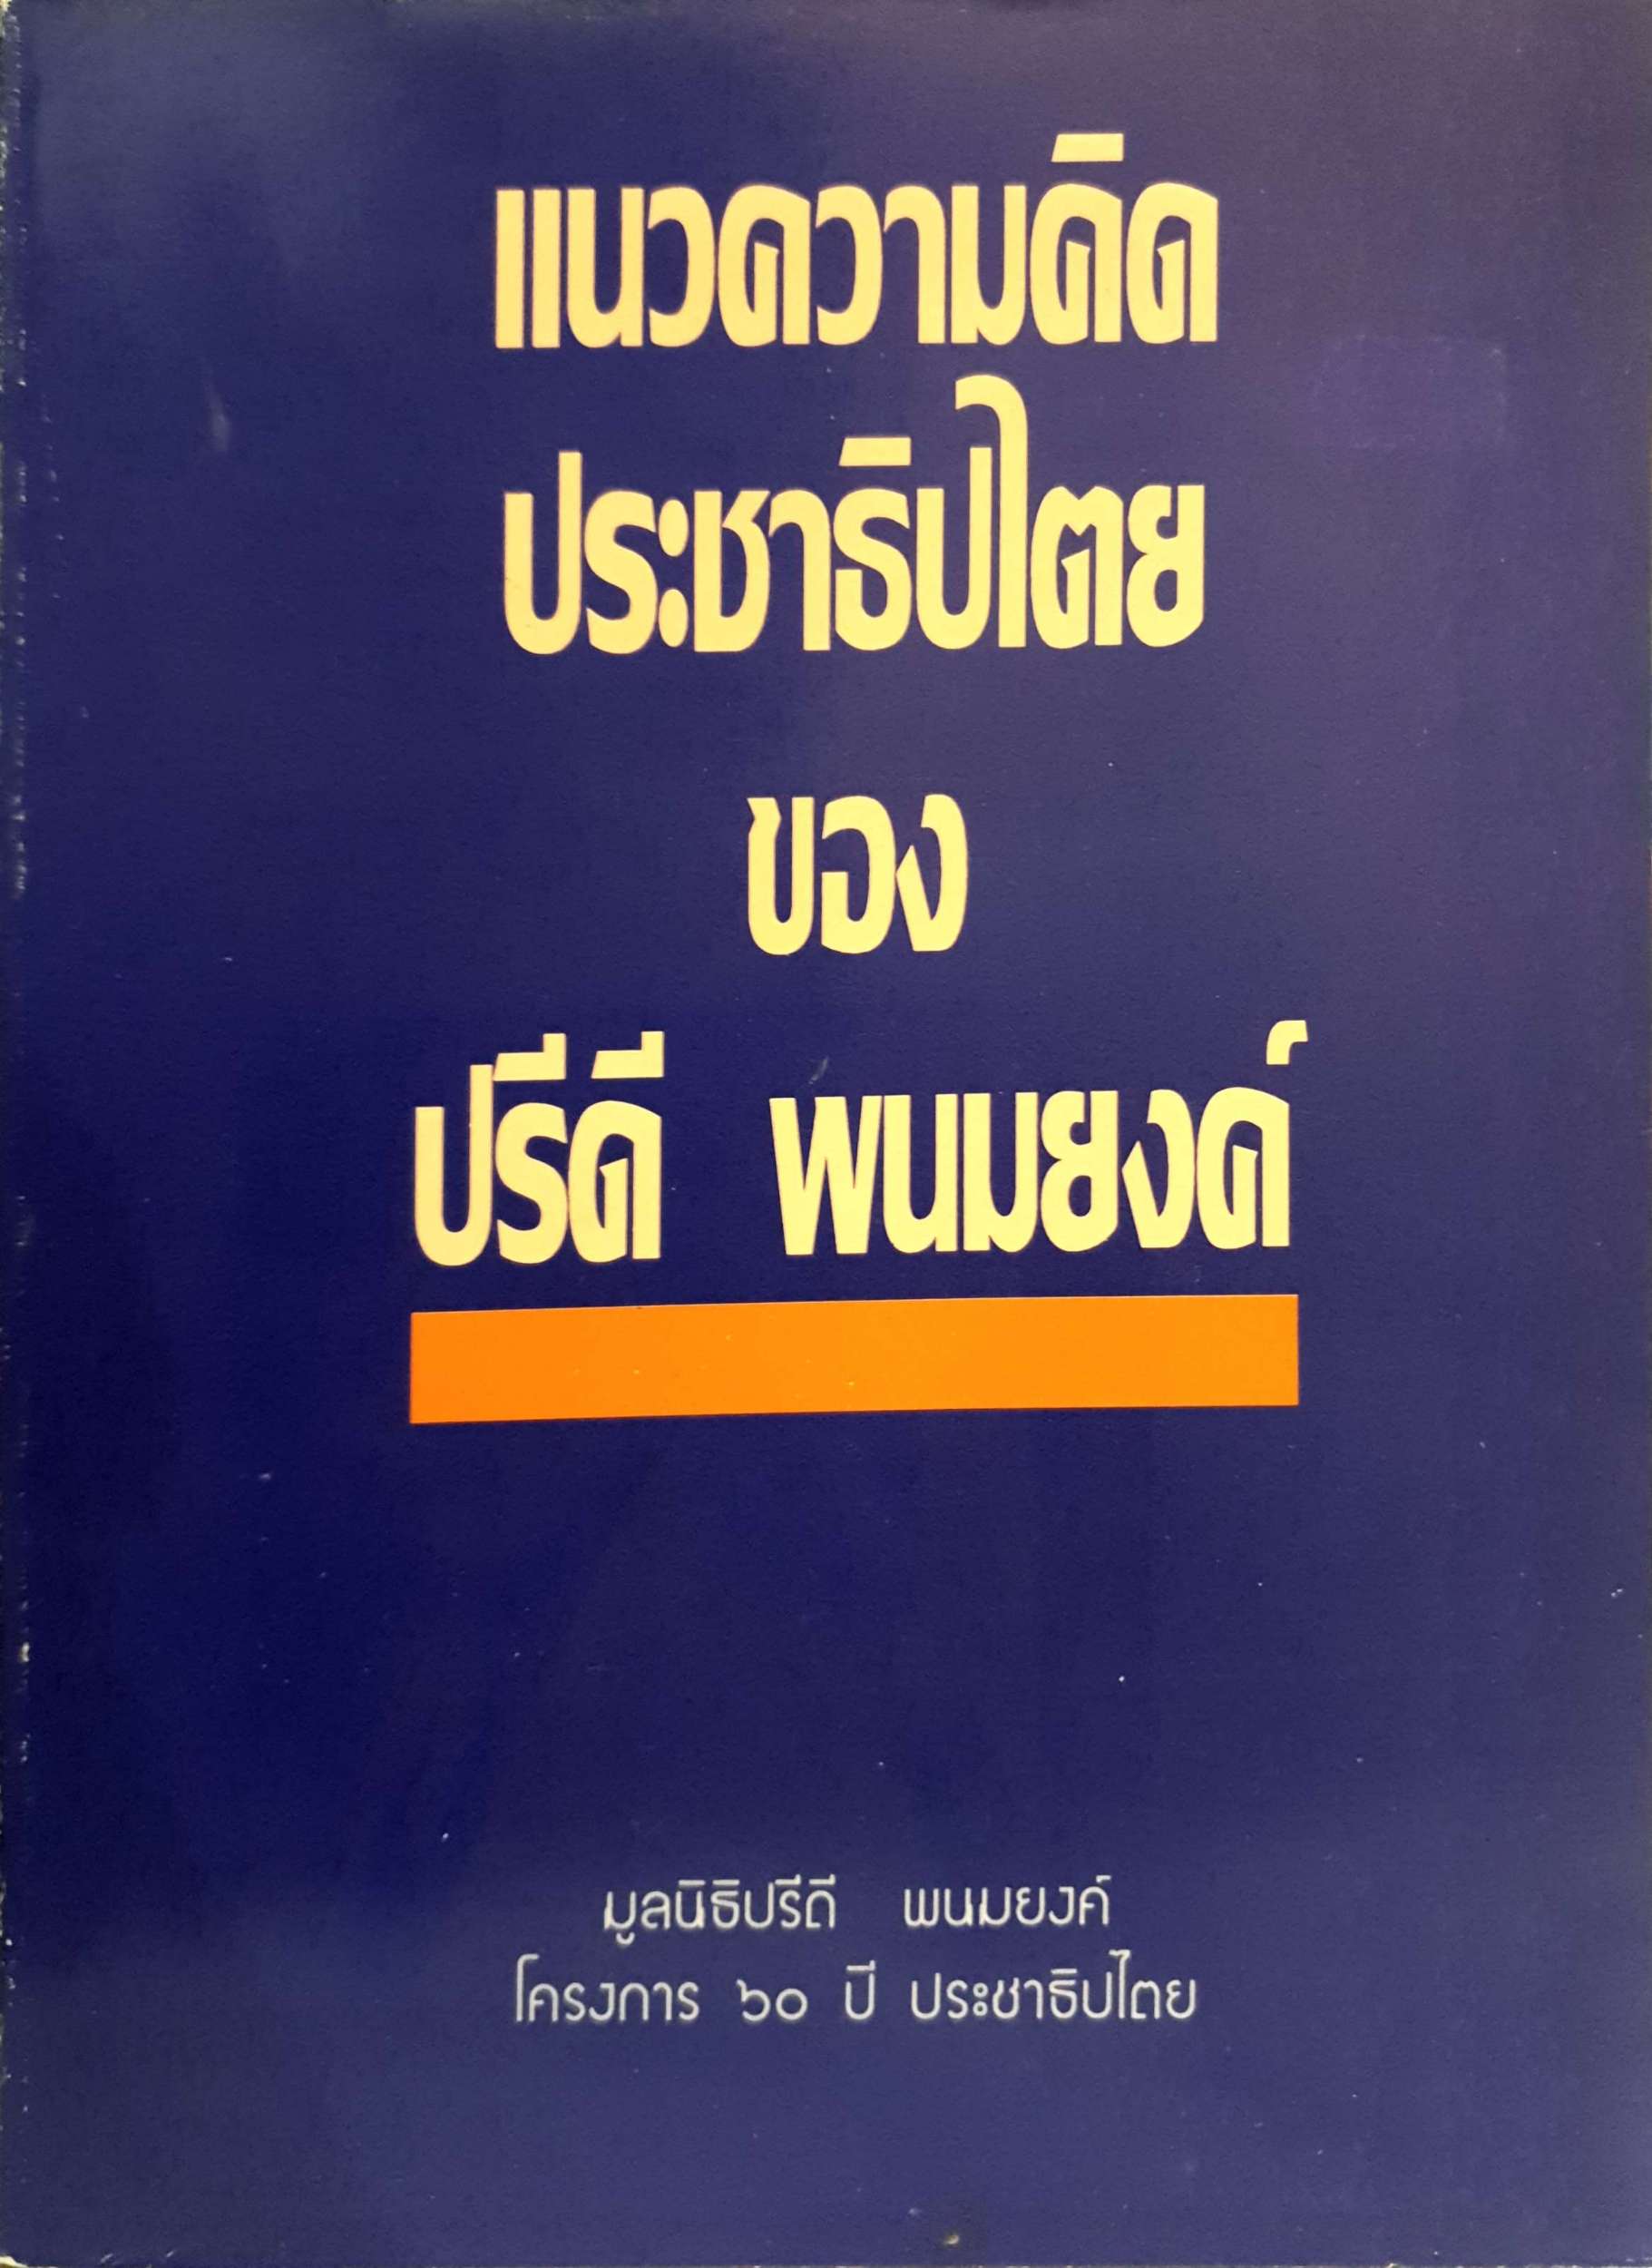 แนวความคิด
ประชาธิปไตย
ของ
ปรีดี พนมยงค์
มูลนิธิปรีดี พนมยงค์
โครงการ ๖๐ ปี ประชาธิปไตย